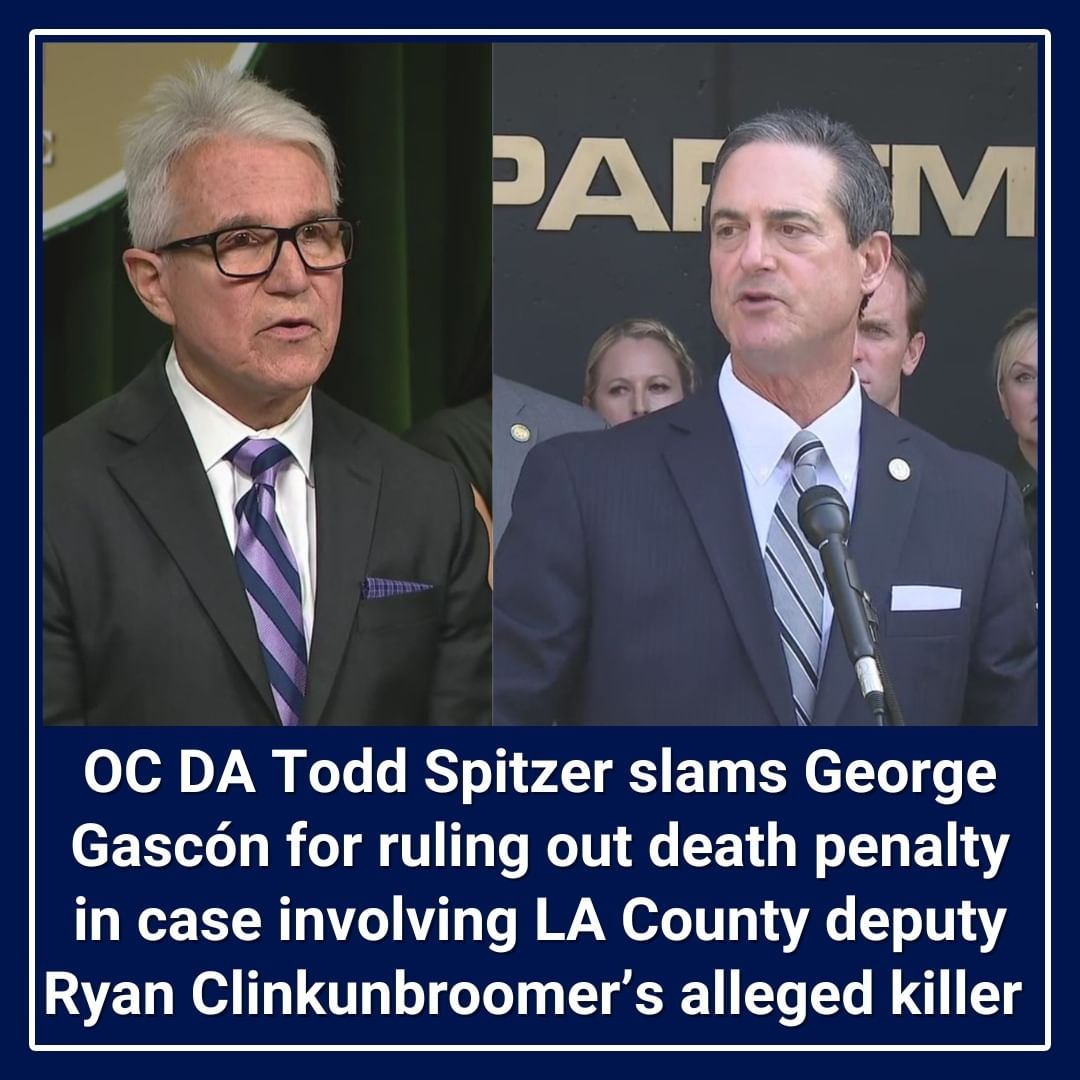 E
PARTM
OC DA Todd Spitzer slams George
Gascón for ruling out death penalty
in case involving LA County deputy
Ryan Clinkunbroomer’s alleged killer